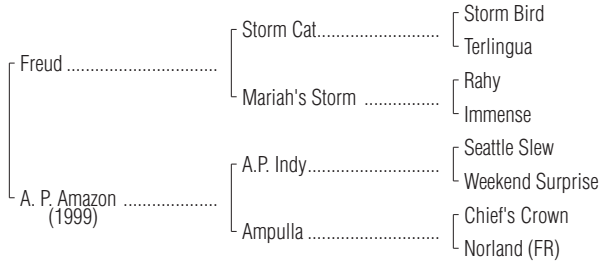 Storm Bird
Storm Cat....................
Terlingua
Freud ................................
Rahy
Mariah's Storm ................
Immense
Seattle Slew
A.P. Indy............................
Weekend Surprise
A. P. Amazon ....................
(1999)
Chief's Crown
Ampulla ............................
Norland (FR)